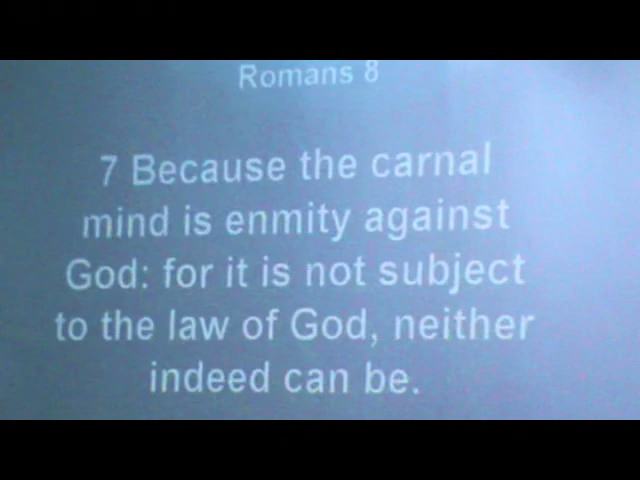 Romans 8
7 Because the carnal
mind is enmity against
God: for it is not subject
to the law of God, neither
indeed can be.